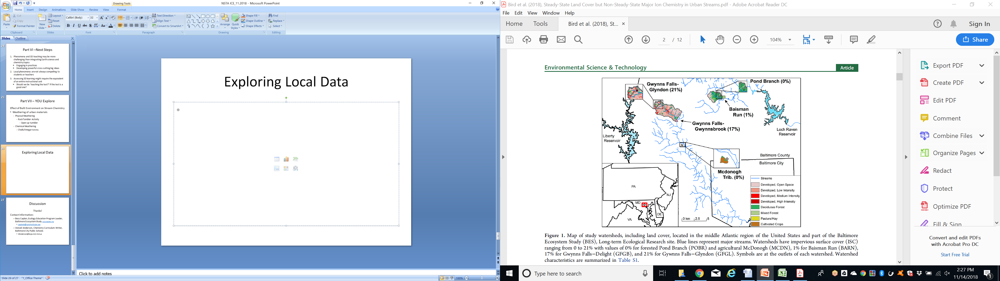 NSTA ICE_11.2018 - Microsoft PowerPoint
Drawing Tools
Home Insert Design Animations Slide Show Review View Format
Paste
Cut
Copy
Format Painter
Clipboard
New Slide
Layout
Reset
Delete
Slides
Calibri (Body) 32
B I U abc S AV Aa A
Font
Text Direction
Align Text
Convert to SmartArt
Paragraph
Arrange
Quick Styles
Shape Fill
Shape Outline
Shape Effects
Drawing
Find
Replace
Select
Editing
Slides Outline
24
Part VI –Next Steps
1. Phenomena and 3D teaching may be more
challenging than integrating Earth science and
chemistry topics
• Engaging in practices
• Developing powerful cross-cutting big ideas
2. Local phenomena are not always compelling to
students or teachers
3. Assessing 3D learning might require the equivalent
of an entire instructional unit
• Should we be "teaching the test?" if the test is a
good one?
25
Part VII – YOU Explore
Effect of Built Environment on Stream Chemistry
• Weathering of urban materials
– Physical Weathering
– Rock Tumbler Activity
– Open up tumbler
– Chemical Weathering
– Chalk/Vinegar Activity
26
Exploring Local Data
27
Discussion
Thanks!
Contact Information:
– Bess Caplan, Ecology Education Program Leader,
Baltimore Ecosystem Study www.beslter.org
• caplanb@caryinstitute.org
– Vonceil Anderson, Chemistry Curriculum Writer,
Baltimore City Public Schools
• VAnderson@bcps.k12.md.us
Exploring Local Data
Click to add notes
Slide 26 of 27 "1_Office Theme" 100%
Bird et al. (2018), Steady-State Land Cover but Non-Steady-State Major Ion Chemistry in Urban Streams.pdf - Adobe Acrobat Reader DC
File Edit View Window Help
Home Tools Bird et al. (2018), St... × Sign In
2 / 12 104% Share
Environmental Science & Technology Article
Gwynns Falls-
Glyndon (21%)
Pond Branch (0%)
Baisman
Run (1%)
Gwynns Falls-
Gwynnsbrook (17%)
Loch Raven
Reservoir
Liberty
Reservoir
Baltimore County
Baltimore City
Mcdonogh
Trib. (0%)
PA
NJ
MD
DE
VA
0 km 2.5 5
Streams
Developed, Open Space
Developed, Low Intensity
Developed, Medium Intensity
Developed, High Intensity
Deciduous Forest
Mixed Forest
Pasture/Hay
Cultivated Crops
Figure 1. Map of study watersheds, including land cover, located in the middle Atlantic region of the United States and part of the Baltimore
Ecosystem Study (BES), Long-term Ecological Research site. Blue lines represent major streams. Watersheds have impervious surface cover (ISC)
ranging from 0 to 21% with values of 0% for forested Pond Branch (POBR) and agricultural McDonogh (MCDN), 1% for Baisman Run (BARN),
17% for Gwynns Falls−Delight (GFGB), and 21% for Gywnns Falls−Glyndon (GFGL). Symbols are at the outlets of each watershed. Watershed
characteristics are summarized in Table S1.
Export PDF
Create PDF
Edit PDF
Comment
Combine Files
Organize Pages
Redact
Protect
Optimize PDF
Fill & Sign
Convert and edit PDFs
with Acrobat Pro DC
Start Free Trial
Type here to search
2:27 PM
11/14/2018
1